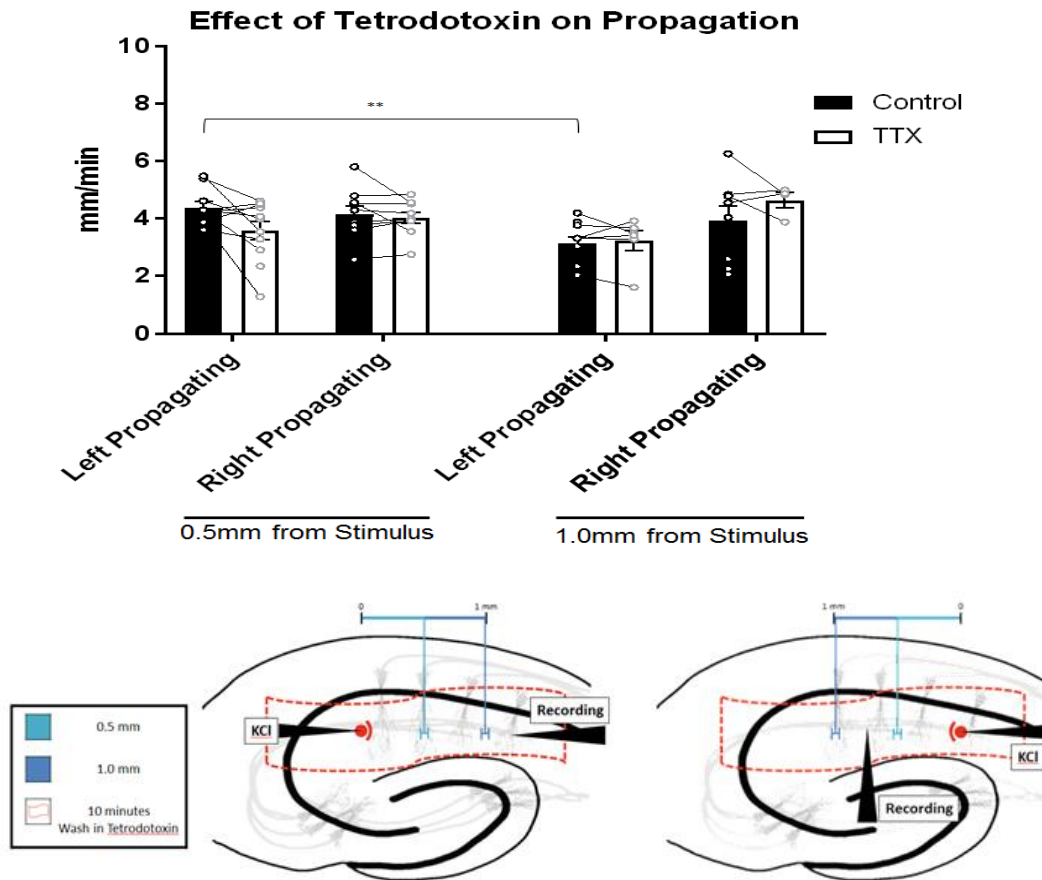 Effect of Tetrodotoxin on Propagation
10
8
6
4
2
0
mm/min
**
Control
TTX
Left Propagating
Right Propagating
Left Propagating
Right Propagating
0.5mm from Stimulus
1.0mm from Stimulus
0.5 mm
1.0 mm
10 minutes
Wash in Tetrodotoxin
0
1 mm
KCl
Recording
1 mm
0
KCl
Recording